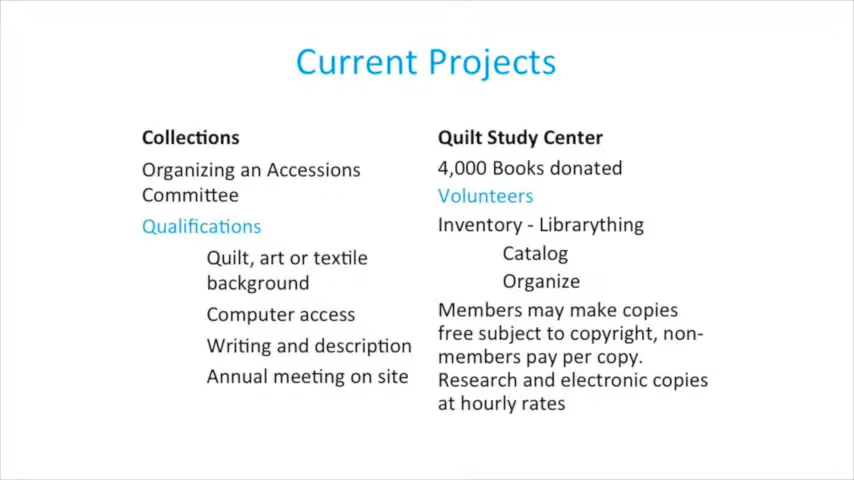 Current Projects
Collections
Organizing an Accessions
Committee
Qualifications
Quilt, art or textile
background
Computer access
Writing and description
Annual meeting on site
Quilt Study Center
4,000 Books donated
Volunteers
Inventory - Librarything
Catalog
Organize
Members may make copies
free subject to copyright, non-
members pay per copy.
Research and electronic copies
at hourly rates